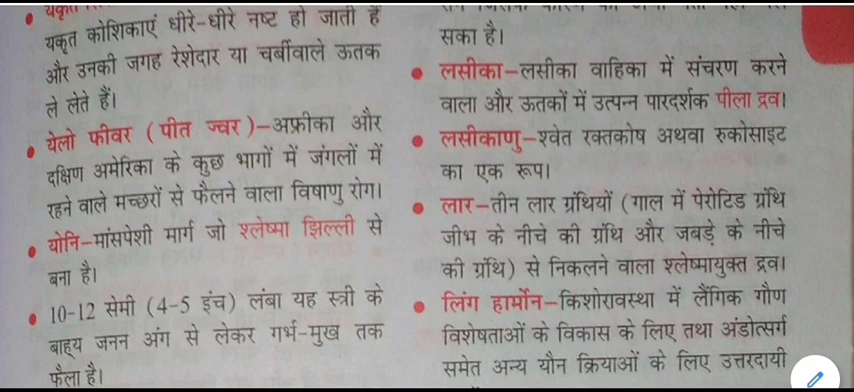 यकृत कोशिकाएं धीरे-धीरे नष्ट हो जाती हैं
और उनकी जगह रेशेदार या चर्बीवाले ऊतक
ले लेते हैं।
येलो फीवर (पीत ज्वर)-अफ्रीका और
दक्षिण अमेरिका के कुछ भागों में जंगलों में
रहने वाले मच्छरों से फैलने वाला विषाणु रोग।
योनि-मांसपेशी मार्ग जो श्लेष्मा झिल्ली से
बना है।
10-12 सेमी (4-5 इंच) लंबा यह स्त्री के
बाह्य जनन अंग से लेकर गर्भ-मुख तक
फैला है।
सका है।
लसीका-लसीका वाहिका में संचरण करने
वाला और ऊतकों में उत्पन्न पारदर्शक पीला द्रव।
लसीकाणु-श्वेत रक्तकोष अथवा रुकोसाइट
का एक रूप।
लार-तीन लार ग्रंथियों (गाल में पेरोटिड ग्रंथि
जीभ के नीचे की ग्रंथि और जबड़े के नीचे
की ग्रंथि) से निकलने वाला श्लेष्मायुक्त द्रव।
लिंग हार्मोन-किशोरावस्था में लैंगिक गौण
विशेषताओं के विकास के लिए तथा अंडोत्सर्ग
समेत अन्य यौन क्रियाओं के लिए उत्तरदायी